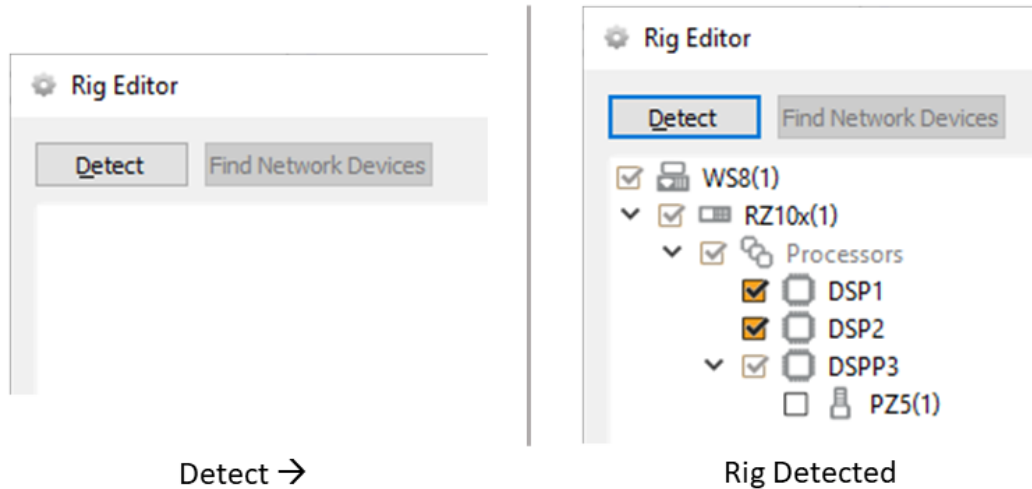 Rig Editor
Detect Find Network Devices
Detect →
Rig Editor
Detect Find Network Devices
WS8(1)
RZ10x(1)
Processors
DSP1
DSP2
DSPP3
PZ5(1)
Rig Detected